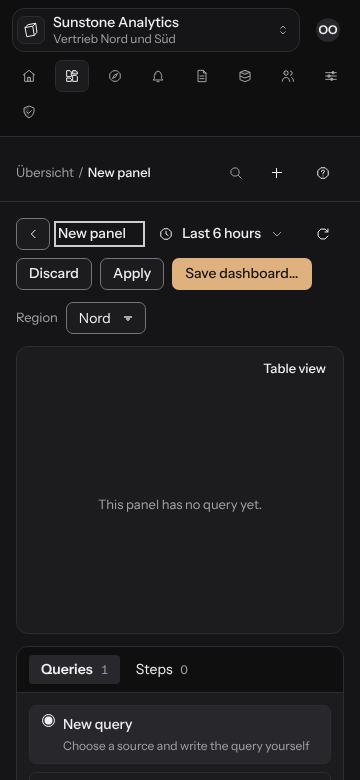 Sunstone Analytics
Vertrieb Nord und Süd
OO
Übersicht / New panel
New panel
Last 6 hours
Discard
Apply
Save dashboard...
Region
Nord
Table view
This panel has no query yet.
Queries 1
Steps 0
New query
Choose a source and write the query yourself